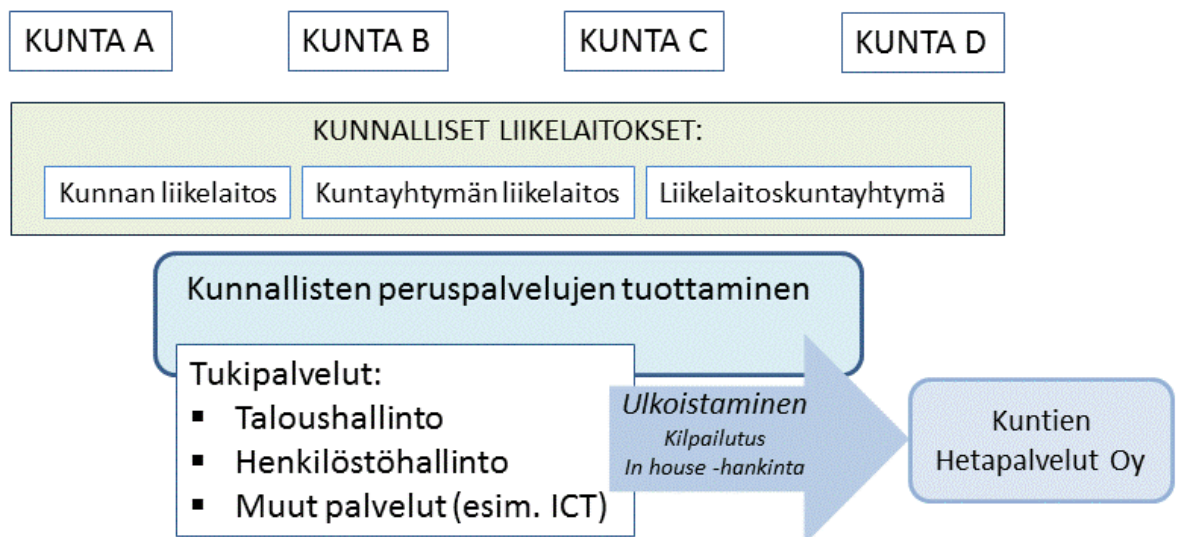 KUNTA A
KUNTA B
KUNTA C
KUNTA D
KUNNALLISET LIIKELAITOKSET:
Kunnan liikelaitos
Kuntayhtymän liikelaitos
Liikelaitoskuntayhtymä
Kunnallisten peruspalvelujen tuottaminen
Tukipalvelut:
▪ Taloushallinto
▪ Henkilöstöhallinto
▪ Muut palvelut (esim. ICT)
Ulkoistaminen
Kilpailutus
In house -hankinta
Kuntien
Hetapalvelut Oy